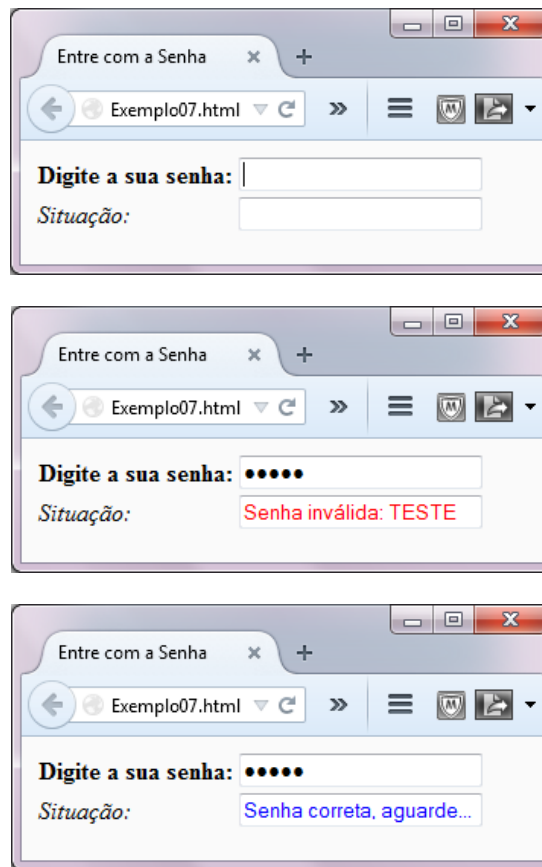 Entre com a Senha
Exemplo07.html
Digite a sua senha:
Situação:
Entre com a Senha
Exemplo07.html
Digite a sua senha: •••••
Situação: Senha inválida: TESTE
Entre com a Senha
Exemplo07.html
Digite a sua senha: •••••
Situação: Senha correta, aguarde...